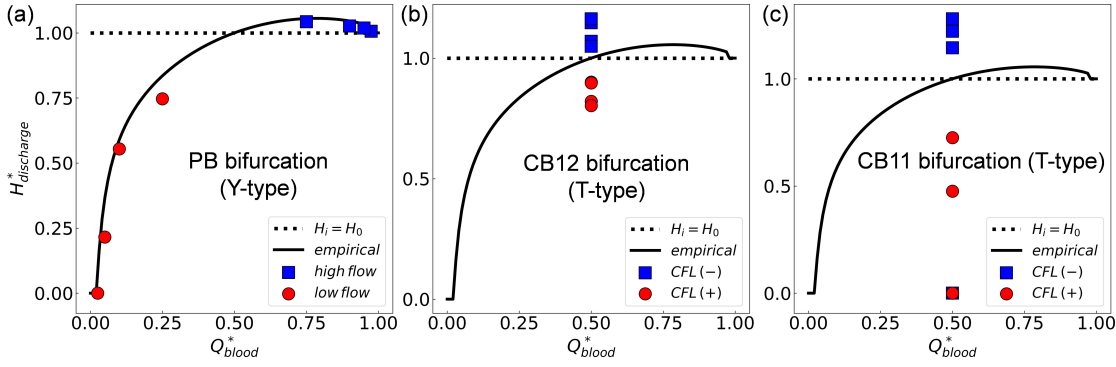 (a)
H*discharge
1.00
0.75
0.50
0.25
0.00
PB bifurcation
(Y-type)
Hi = H0
empirical
high flow
low flow
0.00 0.25 0.50 0.75 1.00
Q*blood
(b)
1.0
0.5
0.0
CB12 bifurcation
(T-type)
Hi = H0
empirical
CFL (−)
CFL (+)
0.00 0.25 0.50 0.75 1.00
Q*blood
(c)
1.0
0.5
0.0
CB11 bifurcation (T-type)
Hi = H0
empirical
CFL (−)
CFL (+)
0.00 0.25 0.50 0.75 1.00
Q*blood